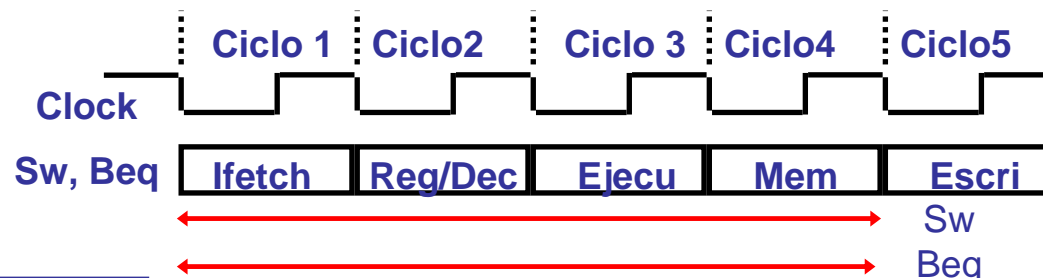 Ciclo 1 Ciclo2 Ciclo 3 Ciclo4 Ciclo5
Clock
Sw, Beq Ifetch Reg/Dec Ejecu Mem Escri
Sw
Beq